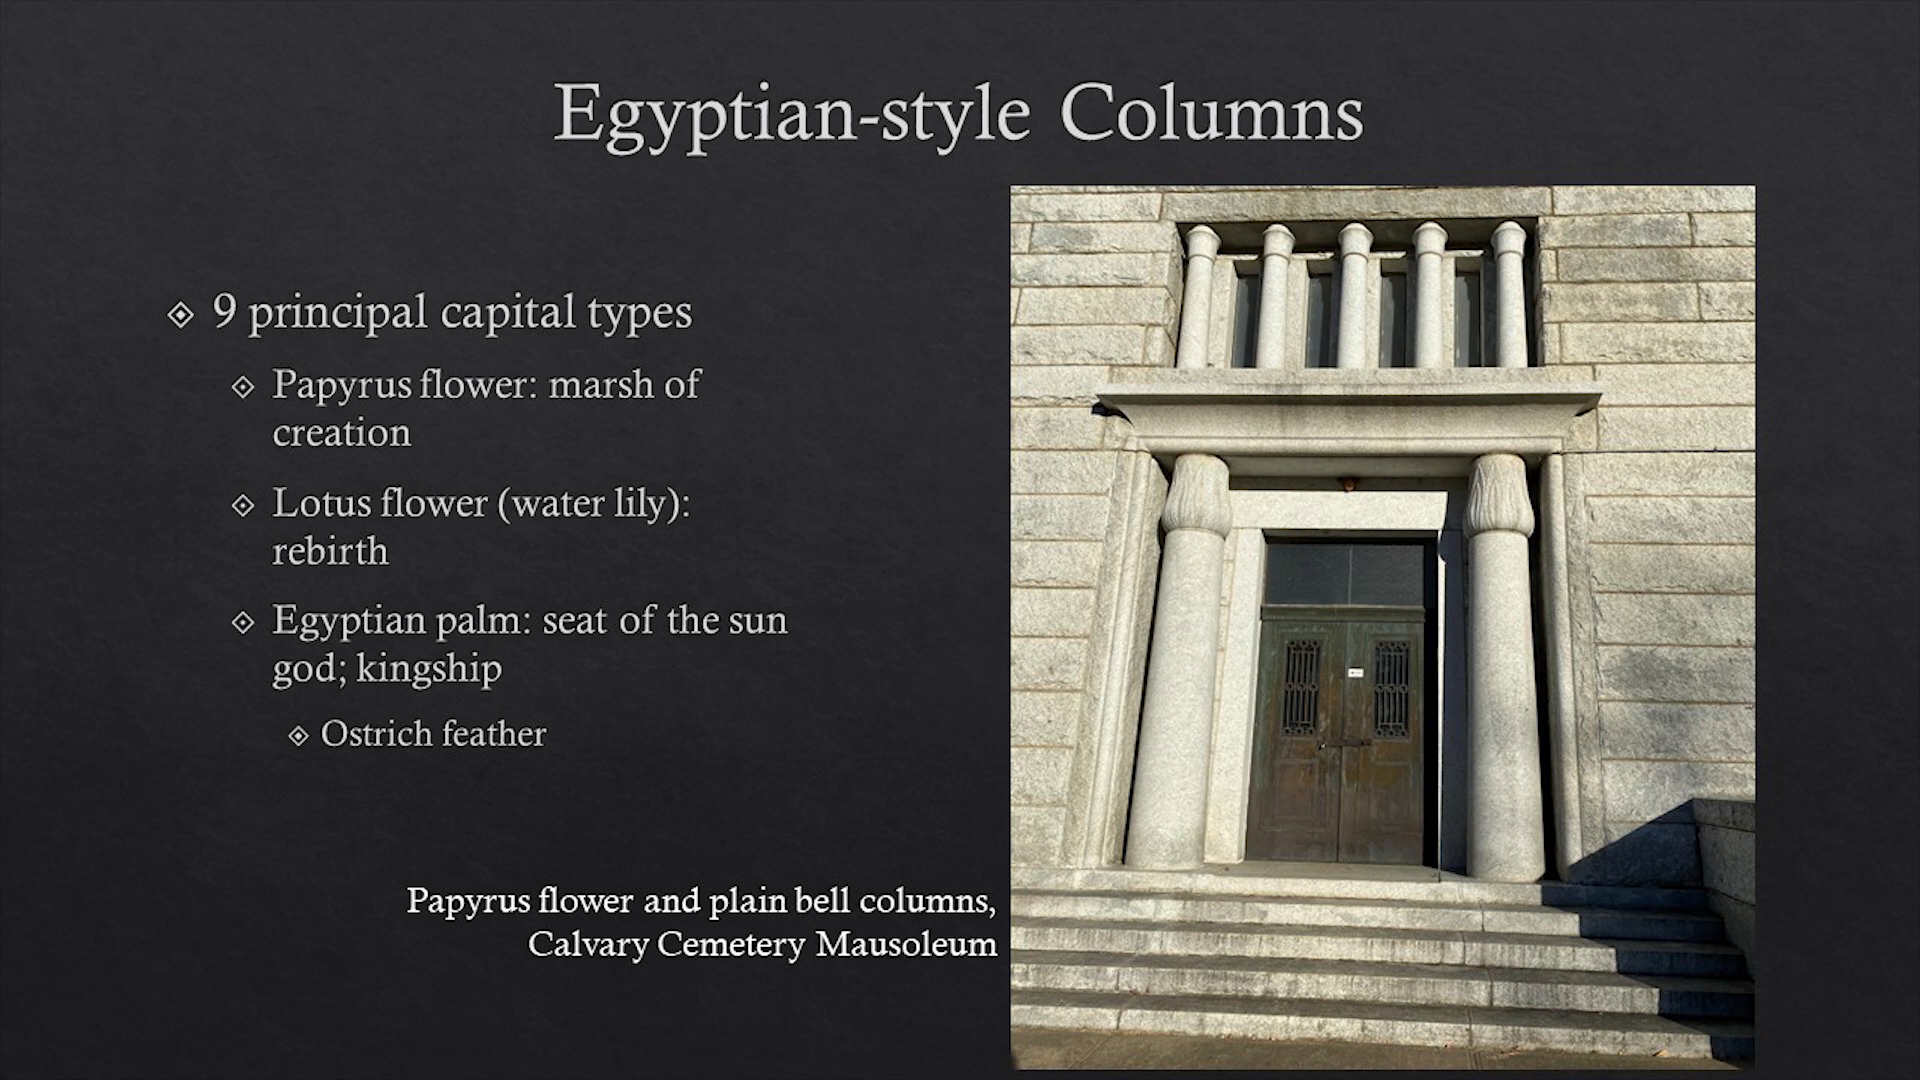 Egyptian-style Columns
9 principal capital types
Papyrus flower: marsh of
creation
Lotus flower (water lily):
rebirth
Egyptian palm: seat of the sun
god; kingship
Ostrich feather
Papyrus flower and plain bell columns,
Calvary Cemetery Mausoleum